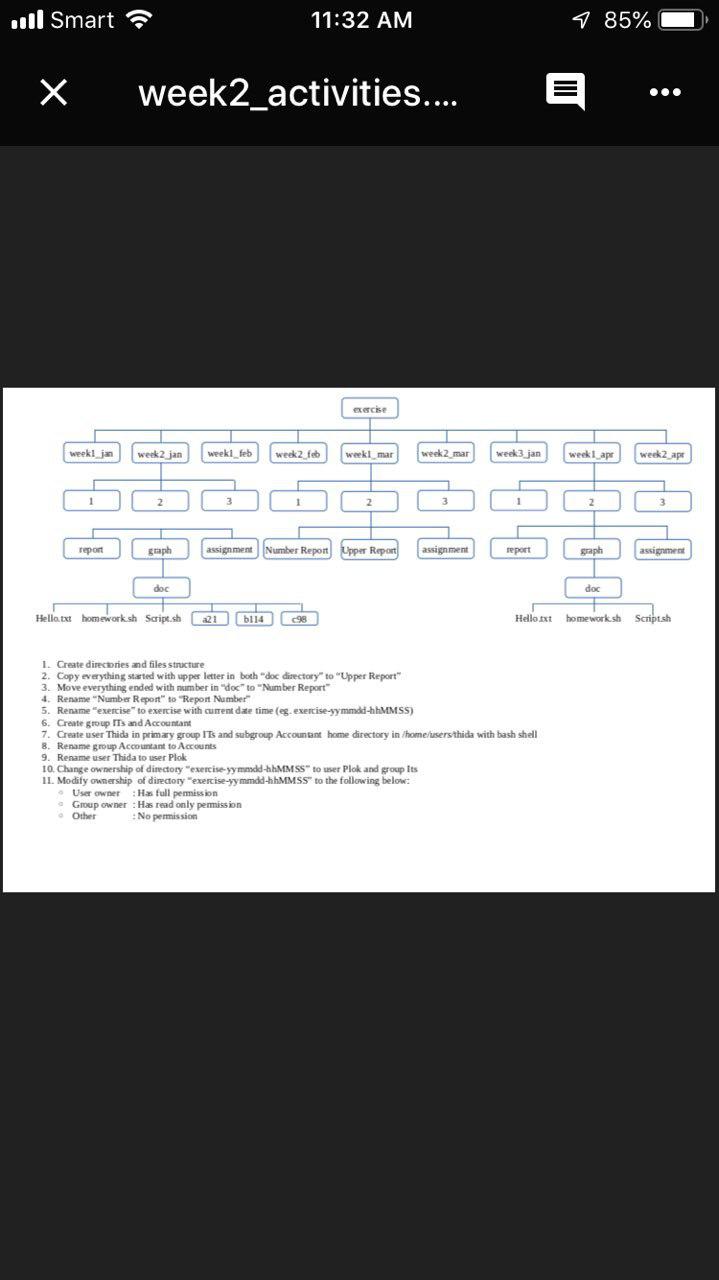 Smart 11:32 AM 85%
week2_activities....
exercise
week1_jan week2_jan week1_feb week2_feb week1_mar week2_mar week3_jan week1_apr week2_apr
1 2 3 1 2 3 1 2 3
report graph assignment Number Report Upper Report assignment report graph assignment
doc doc
Hello.txt homework.sh Script.sh a21 b114 c98 Hello.txt homework.sh Script.sh
1. Create directories and files structure
2. Copy everything started with upper letter in both “doc directory” to “Upper Report”
3. Move everything ended with number in “doc” to “Number Report”
4. Rename “Number Report” to “Report Number”
5. Rename “exercise” to exercise with current date time (eg. exercise-yymmdd-hhMMSS)
6. Create group ITs and Accountant
7. Create user Thida in primary group ITs and subgroup Accountant home directory in /home/users/thida with bash shell
8. Rename group Accountant to Accounts
9. Rename user Thida to user Plok
10. Change ownership of directory “exercise-yymmdd-hhMMSS” to user Plok and group Its
11. Modify ownership of directory “exercise-yymmdd-hhMMSS” to the following below:
◦ User owner : Has full permission
◦ Group owner : Has read only permission
◦ Other : No permission